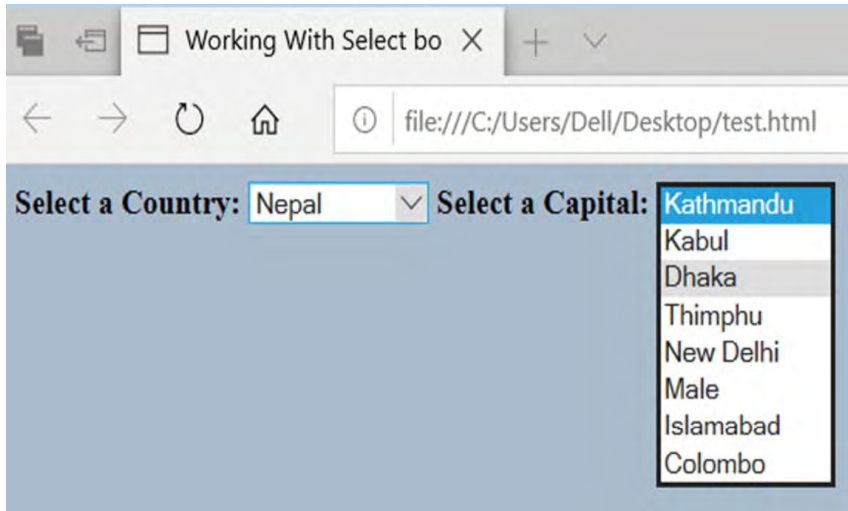 Working With Select bo
file:///C:/Users/Dell/Desktop/test.html
Select a Country: Nepal Select a Capital: Kathmandu
Kabul
Dhaka
Thimphu
New Delhi
Male
Islamabad
Colombo